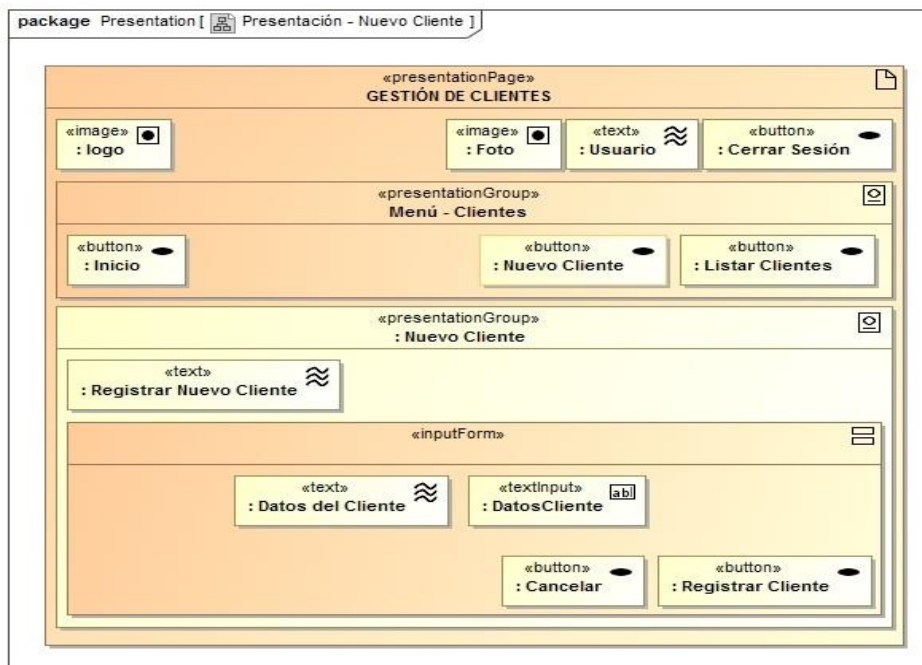 package Presentation [ Presentación - Nuevo Cliente ]
«presentationPage»
GESTIÓN DE CLIENTES
«image»
: logo
«image»
: Foto
«text»
: Usuario
«button»
: Cerrar Sesión
«presentationGroup»
Menú - Clientes
«button»
: Inicio
«button»
: Nuevo Cliente
«button»
: Listar Clientes
«presentationGroup»
: Nuevo Cliente
«text»
: Registrar Nuevo Cliente
«inputForm»
«text»
: Datos del Cliente
«textInput»
: DatosCliente
ab
«button»
: Cancelar
«button»
: Registrar Cliente